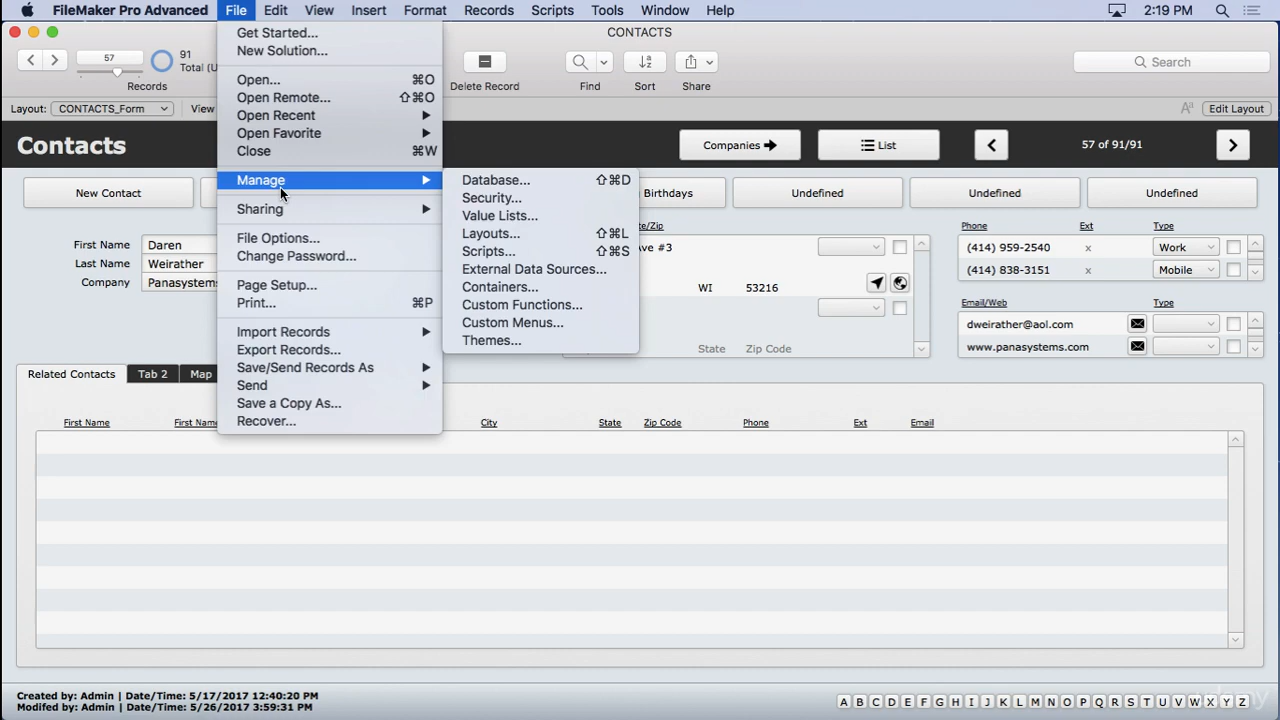 FileMaker Pro Advanced File Edit View Insert Format Records Scripts Tools Window Help 2:19 PM
CONTACTS
57 91
Total (U
Records Delete Record Find Sort Share Search
Layout: CONTACTS_Form View Edit Layout
Contacts Companies List 57 of 91/91
New Contact Birthdays Undefined Undefined Undefined
First Name Daren
Last Name Weirather
Company Panasystems
e/Zip
ve #3
WI 53216
State Zip Code
Phone Ext Type
(414) 959-2540 x Work
(414) 838-3151 x Mobile
Email/Web Type
dweirather@aol.com
www.panasystems.com
Get Started...
New Solution...
Open... ⌘O
Open Remote... ⇧⌘O
Open Recent
Open Favorite
Close ⌘W
Manage
Sharing
File Options...
Change Password...
Page Setup...
Print... ⌘P
Import Records
Export Records...
Save/Send Records As
Send
Save a Copy As...
Recover...
Database... ⇧⌘D
Security...
Value Lists...
Layouts... ⇧⌘L
Scripts... ⇧⌘S
External Data Sources...
Containers...
Custom Functions...
Custom Menus...
Themes...
Related Contacts Tab 2 Map
First Name First Name City State Zip Code Phone Ext Email
Created by: Admin | Date/Time: 5/17/2017 12:40:20 PM
Modifed by: Admin | Date/Time: 5/26/2017 3:59:31 PM
A B C D E F G H I J K L M N O P Q R S T U V W X Y Z